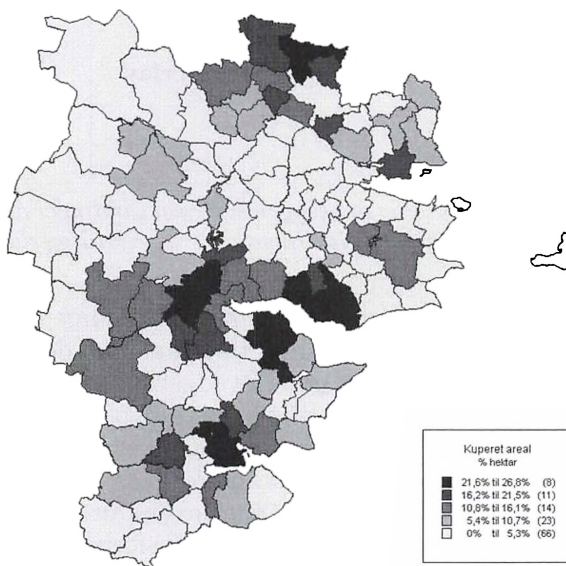 Kuperet areal
% hektar
21,6% til 26,8% (8)
16,2% til 21,5% (11)
10,8% til 16,1% (14)
5,4% til 10,7% (23)
0% til 5,3% (66)